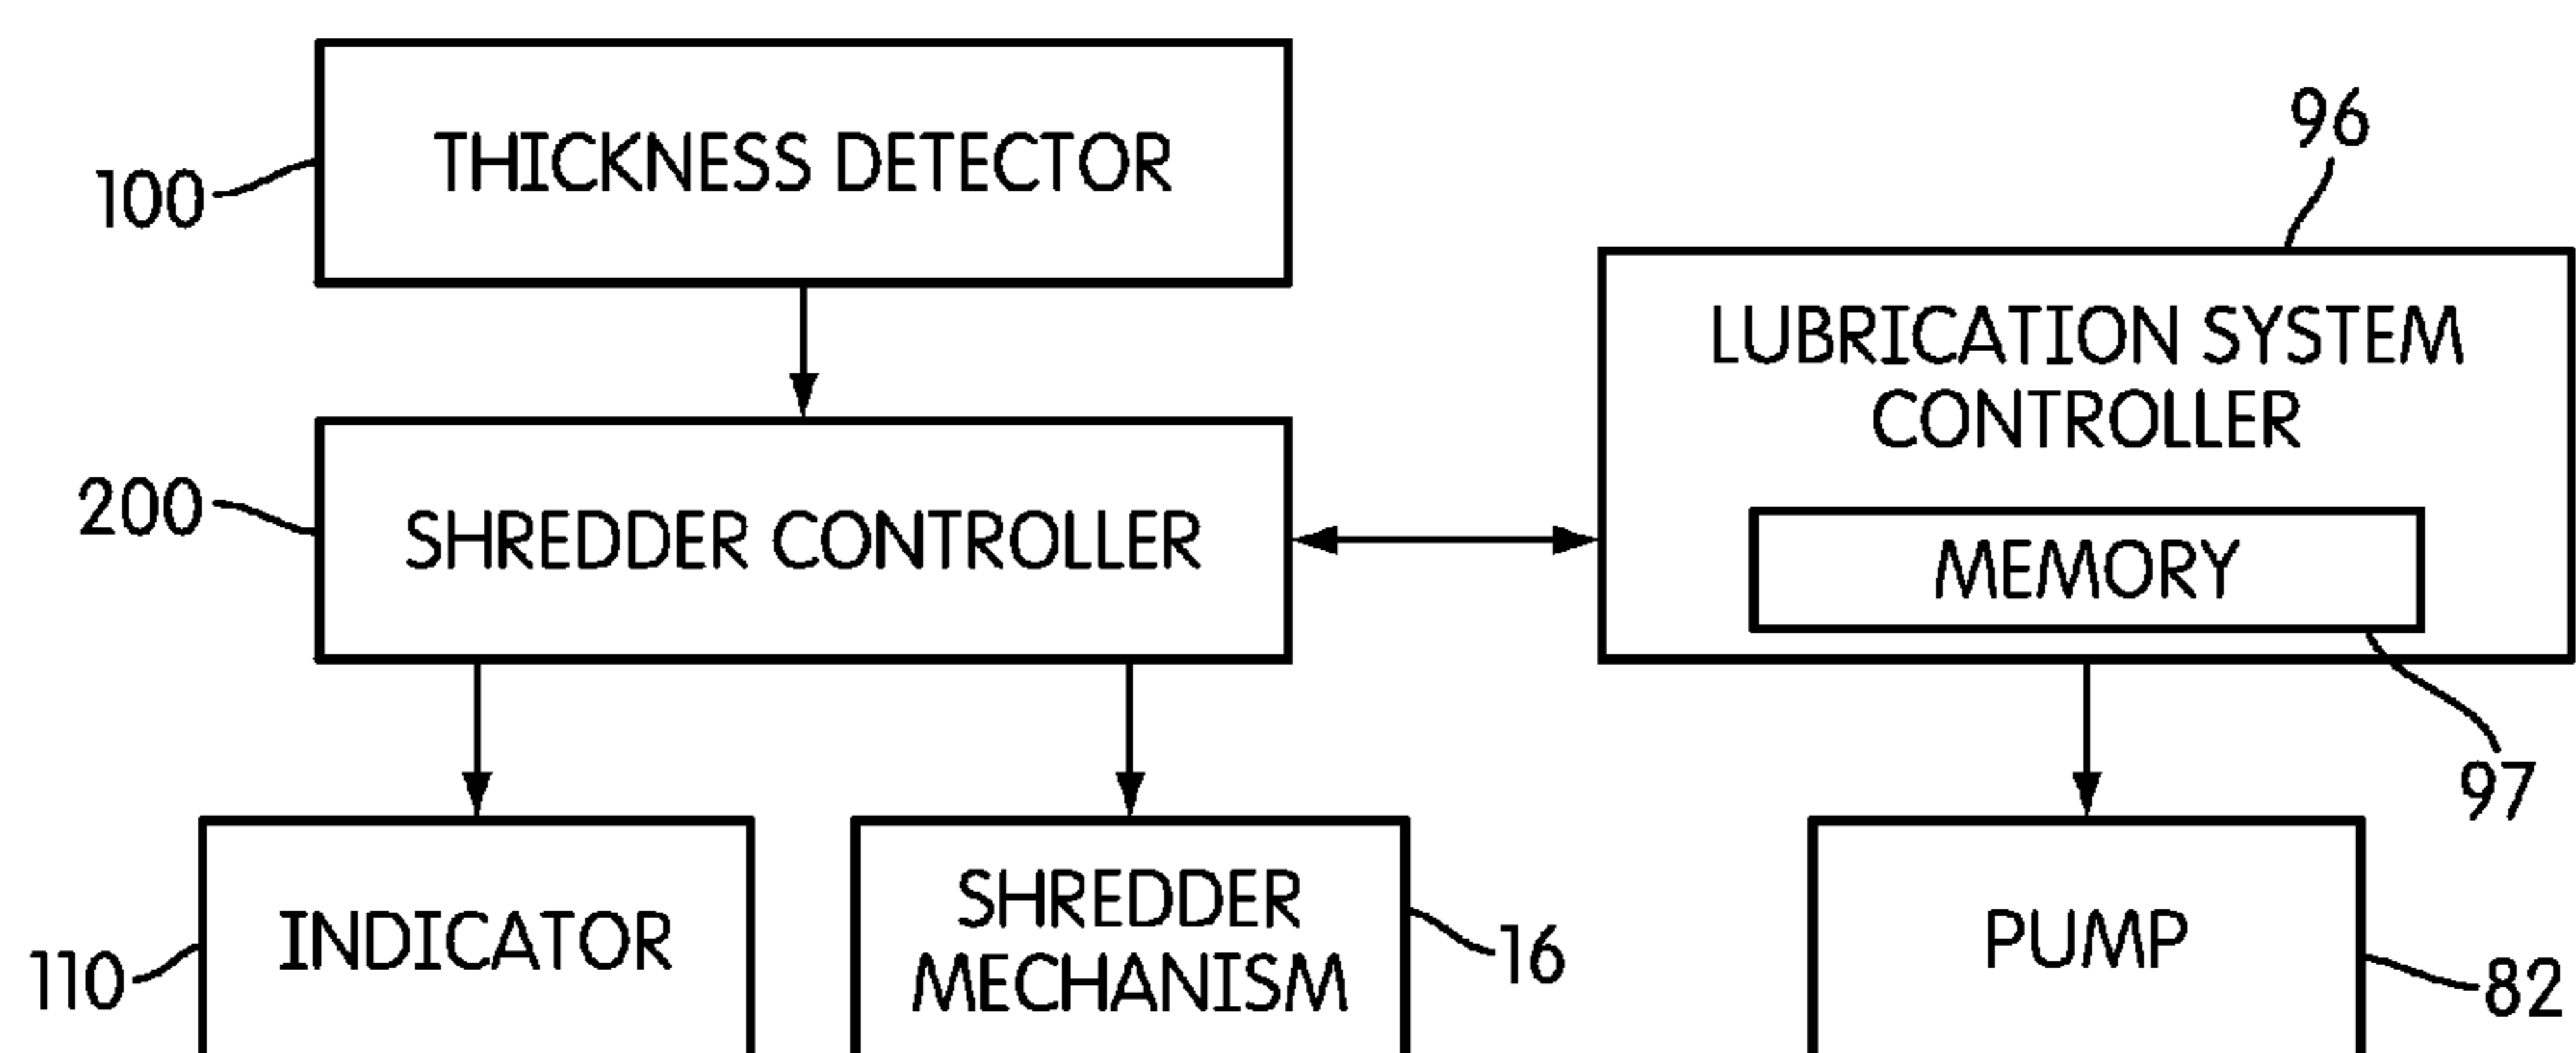 THICKNESS DETECTOR
100
96
LUBRICATION SYSTEM
CONTROLLER
200
SHREDDER CONTROLLER
MEMORY
97
INDICATOR
110
SHREDDER
MECHANISM
16
PUMP
82